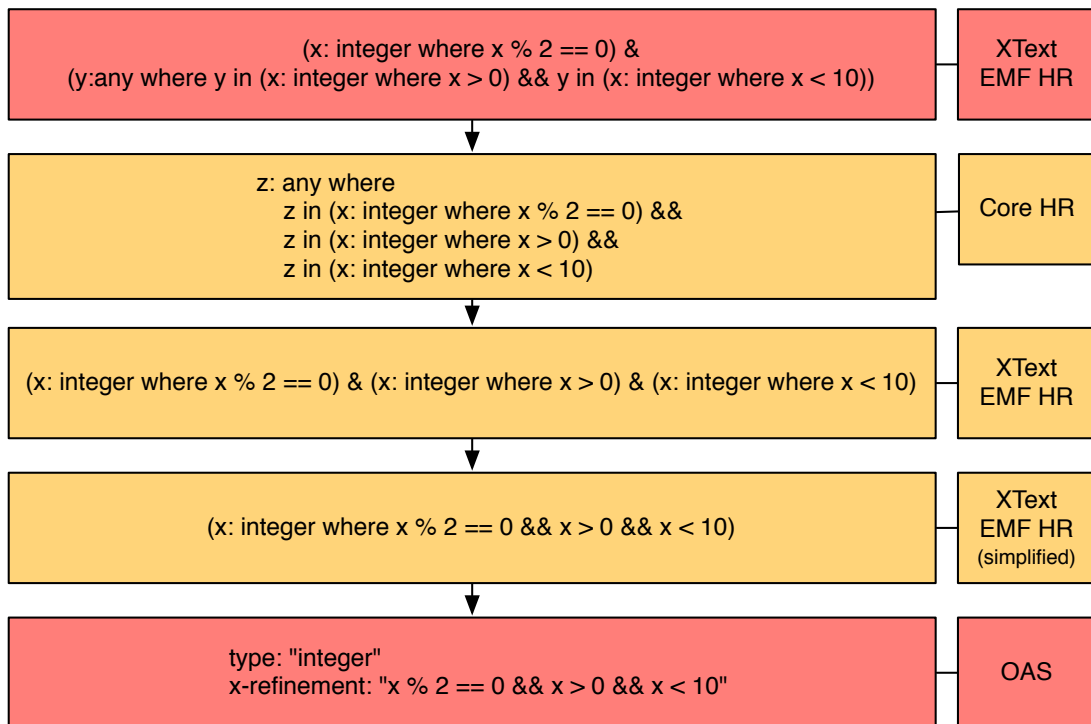 (x: integer where x % 2 == 0) &
(y:any where y in (x: integer where x > 0) && y in (x: integer where x < 10))
XText
EMF HR
z: any where
z in (x: integer where x % 2 == 0) &&
z in (x: integer where x > 0) &&
z in (x: integer where x < 10)
Core HR
(x: integer where x % 2 == 0) & (x: integer where x > 0) & (x: integer where x < 10)
XText
EMF HR
(x: integer where x % 2 == 0 && x > 0 && x < 10)
XText
EMF HR
(simplified)
type: "integer"
x-refinement: "x % 2 == 0 && x > 0 && x < 10"
OAS